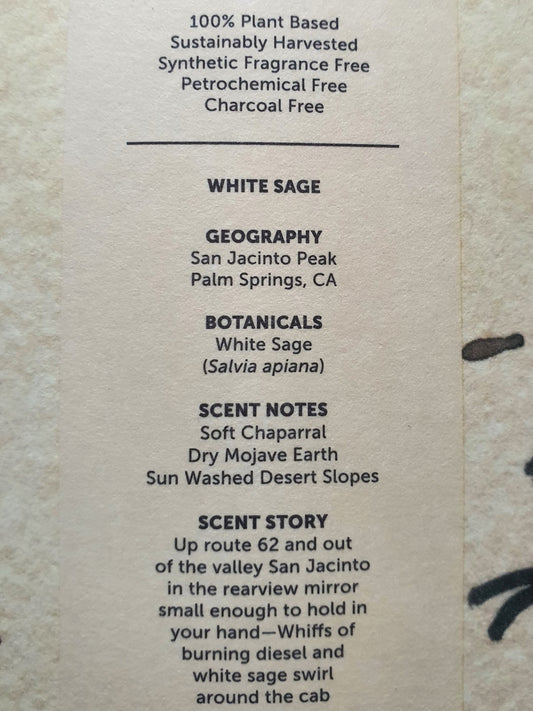 100% Plant Based
Sustainably Harvested
Synthetic Fragrance Free
Petrochemical Free
Charcoal Free
WHITE SAGE
GEOGRAPHY
San Jacinto Peak
Palm Springs, CA
BOTANICALS
White Sage
(Salvia apiana)
SCENT NOTES
Soft Chaparral
Dry Mojave Earth
Sun Washed Desert Slopes
SCENT STORY
Up route 62 and out
of the valley San Jacinto
in the rearview mirror
small enough to hold in
your hand—Whiffs of
burning diesel and
white sage swirl
around the cab